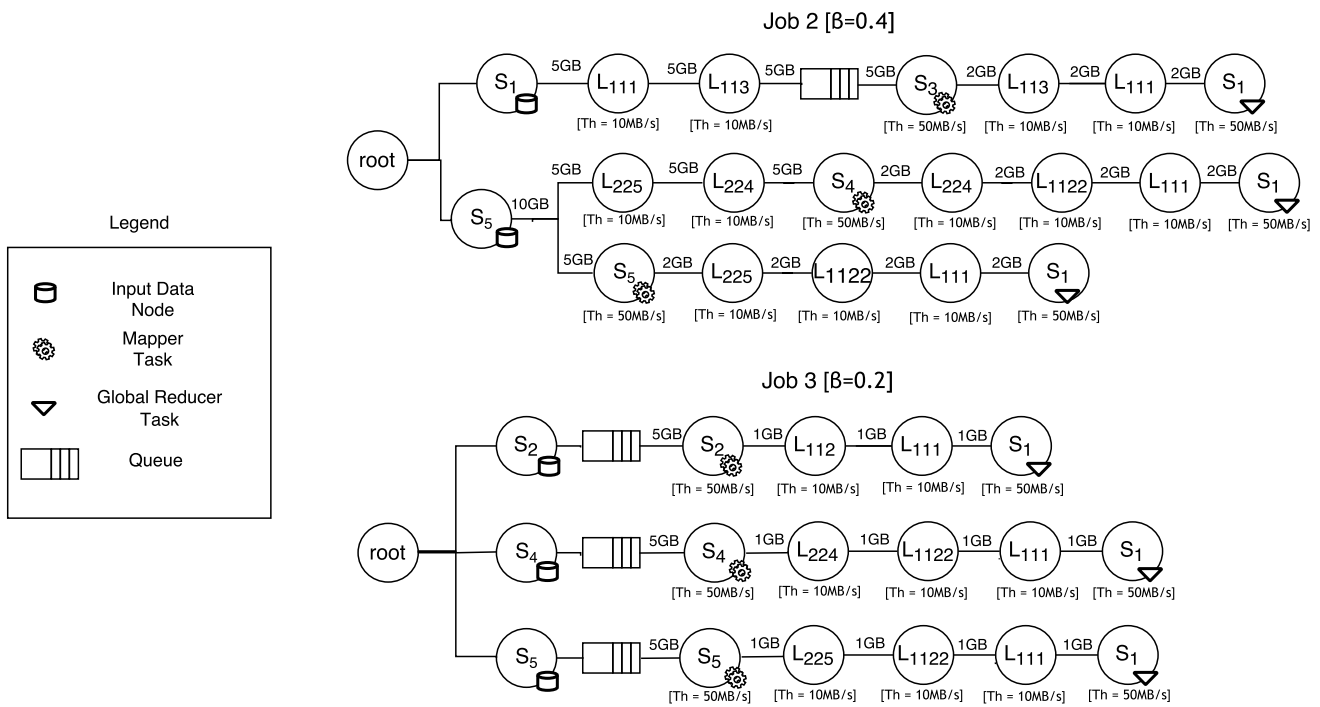 Job 2 [ß=0.4]
5GB 5GB 5GB 5GB 2GB 2GB 2GB
S1 L111 L113 S3 L113 L111 S1
[Th = 10MB/s] [Th = 10MB/s] [Th = 50MB/s] [Th = 10MB/s] [Th = 10MB/s] [Th = 50MB/s]
root
5GB 5GB 5GB 2GB 2GB 2GB 2GB
L225 L224 S4 L224 L1122 L111 S1
[Th = 10MB/s] [Th = 10MB/s] [Th = 50MB/s] [Th = 10MB/s] [Th = 10MB/s] [Th = 10MB/s] [Th = 50MB/s]
S5 10GB
5GB 2GB 2GB 2GB 2GB
S5 L225 L1122 L111 S1
[Th = 50MB/s] [Th = 10MB/s] [Th = 10MB/s] [Th = 10MB/s] [Th = 50MB/s]
Legend
Input Data
Node
Mapper
Task
Global Reducer
Task
Queue
Job 3 [ß=0.2]
5GB 1GB 1GB 1GB
S2 S2 L112 L111 S1
[Th = 50MB/s] [Th = 10MB/s] [Th = 10MB/s] [Th = 50MB/s]
root
5GB 1GB 1GB 1GB 1GB
S4 S4 L224 L1122 L111 S1
[Th = 50MB/s] [Th = 10MB/s] [Th = 10MB/s] [Th = 10MB/s] [Th = 50MB/s]
5GB 1GB 1GB 1GB 1GB
S5 S5 L225 L1122 L111 S1
[Th = 50MB/s] [Th = 10MB/s] [Th = 10MB/s] [Th = 10MB/s] [Th = 50MB/s]